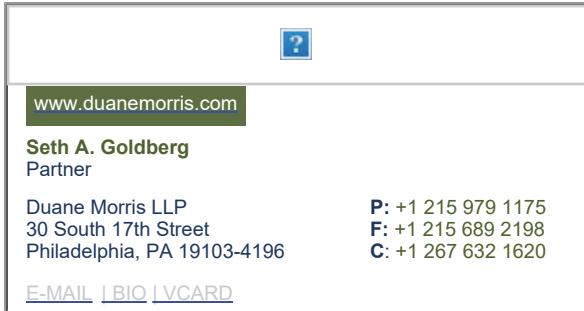 www.duanemorris.com
Seth A. Goldberg
Partner
Duane Morris LLP
30 South 17th Street
Philadelphia, PA 19103-4196
P: +1 215 979 1175
F: +1 215 689 2198
C: +1 267 632 1620
E-MAIL | BIO | VCARD